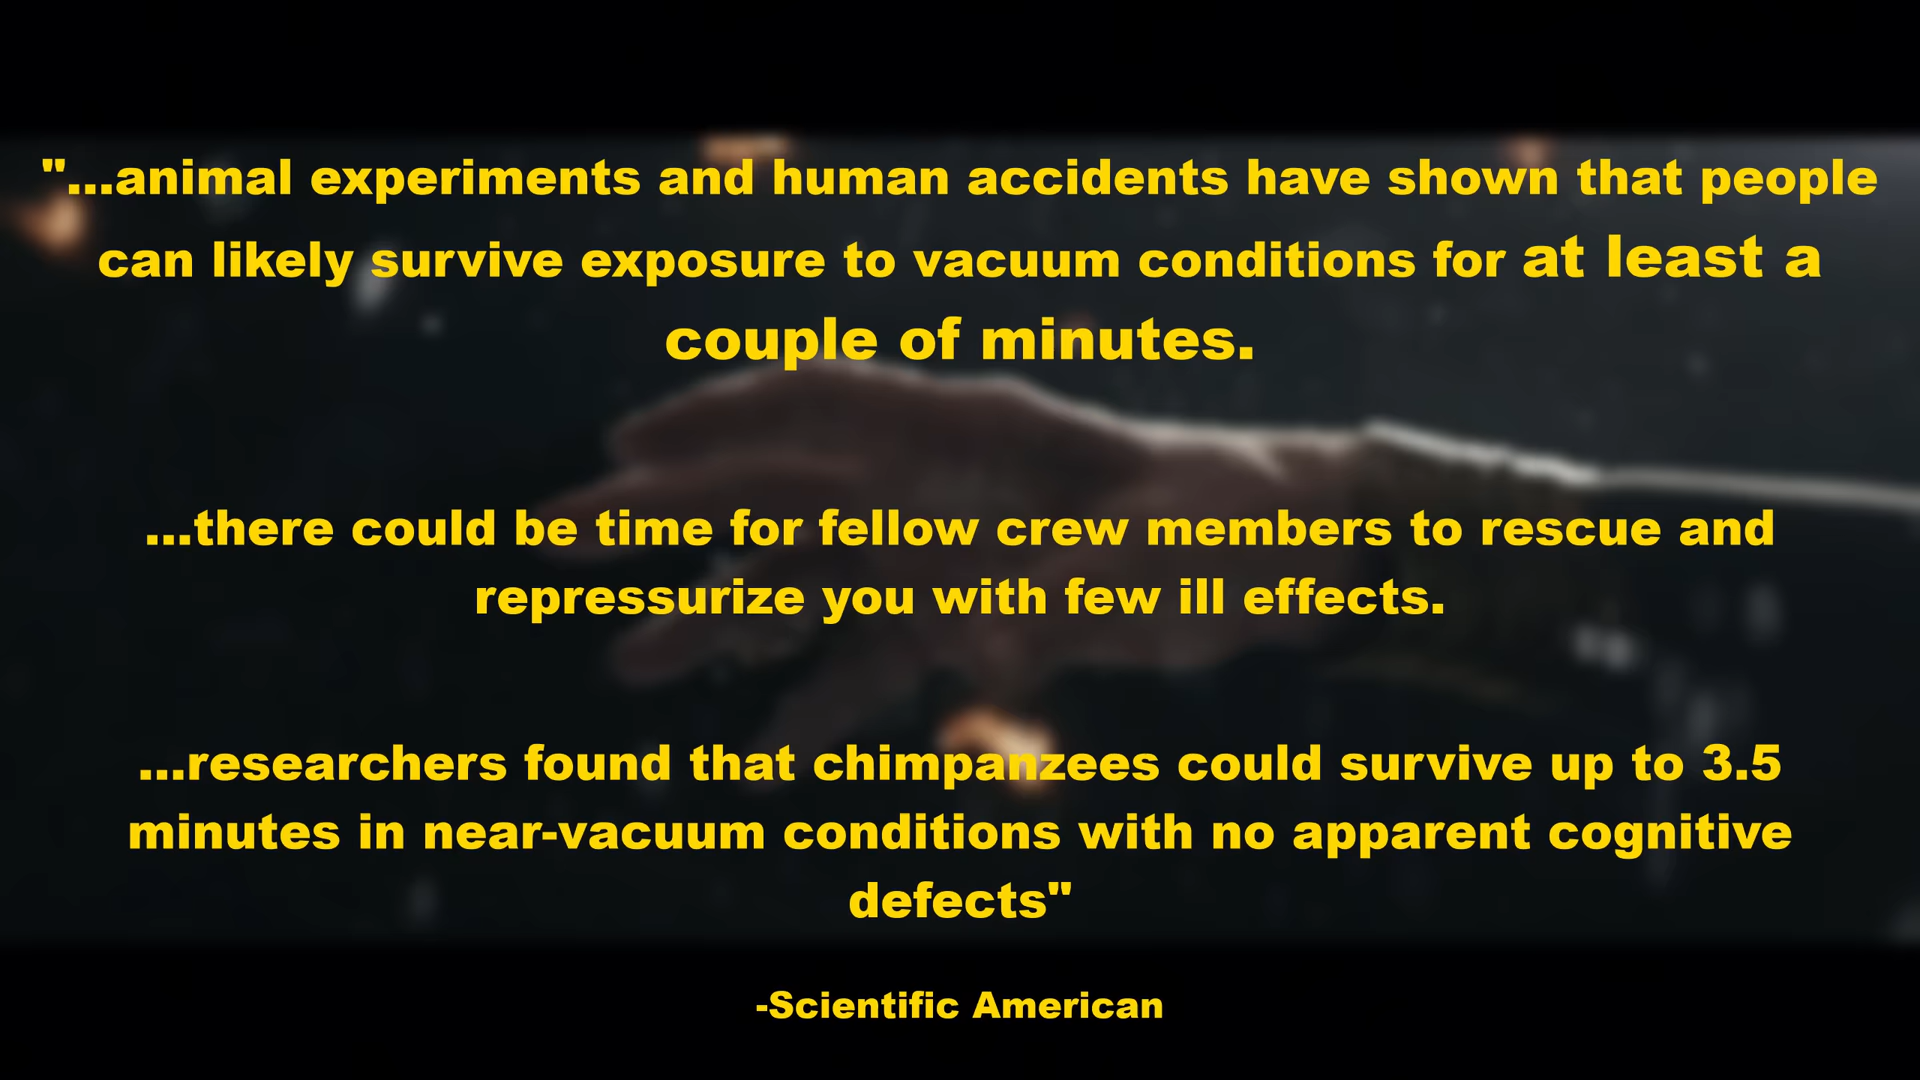 "...animal experiments and human accidents have shown that people
can likely survive exposure to vacuum conditions for at least a
couple of minutes.
...there could be time for fellow crew members to rescue and
repressurize you with few ill effects.
...researchers found that chimpanzees could survive up to 3.5
minutes in near-vacuum conditions with no apparent cognitive
defects"
-Scientific American